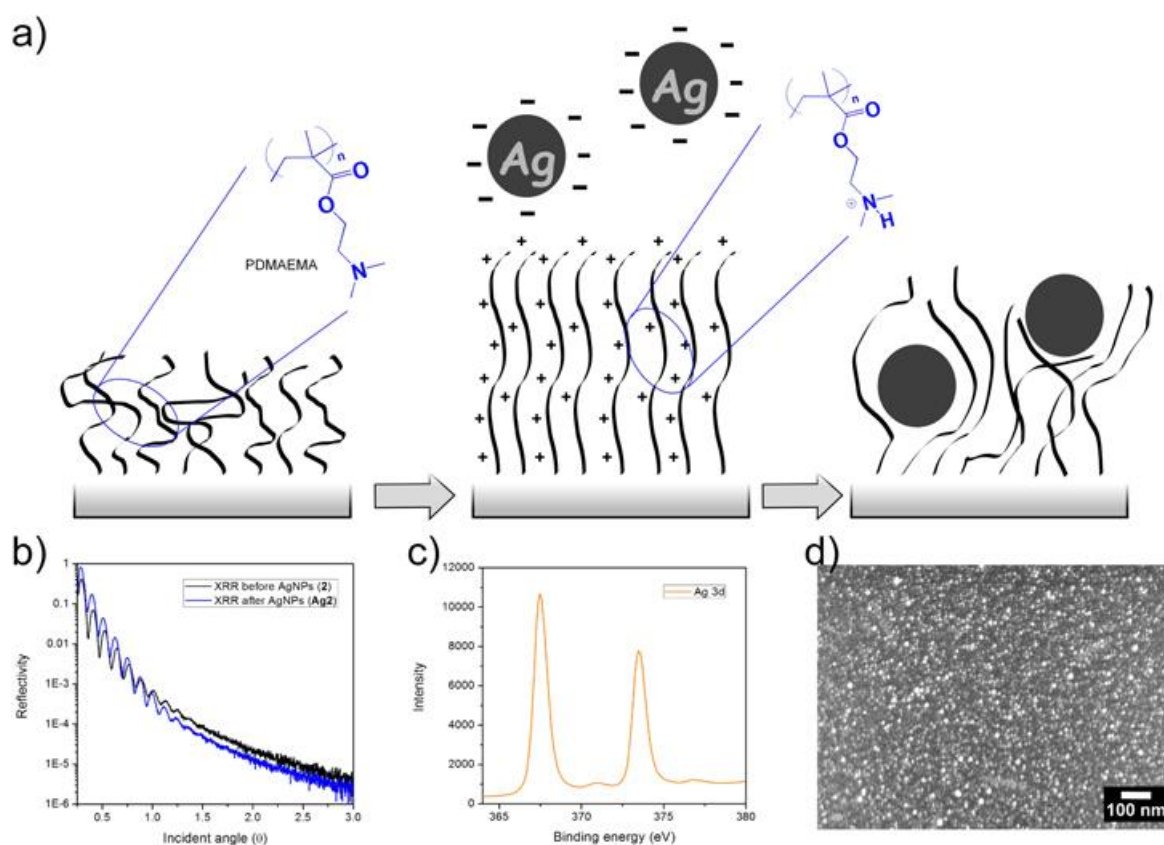 a)
Ag
Ag
n
O
O
N
PDMAEMA
n
O
O
N
⊕
H
b)
XRR before AgNPs (2)
XRR after AgNPs (Ag2)
1
0.1
0.01
1E-3
1E-4
1E-5
1E-6
Reflectivity
0.5 1.0 1.5 2.0 2.5 3.0
Incident angle (θ)
c)
Ag 3d
12000
10000
8000
6000
4000
2000
0
Intensity
365 370 375 380
Binding energy (eV)
d)
100 nm